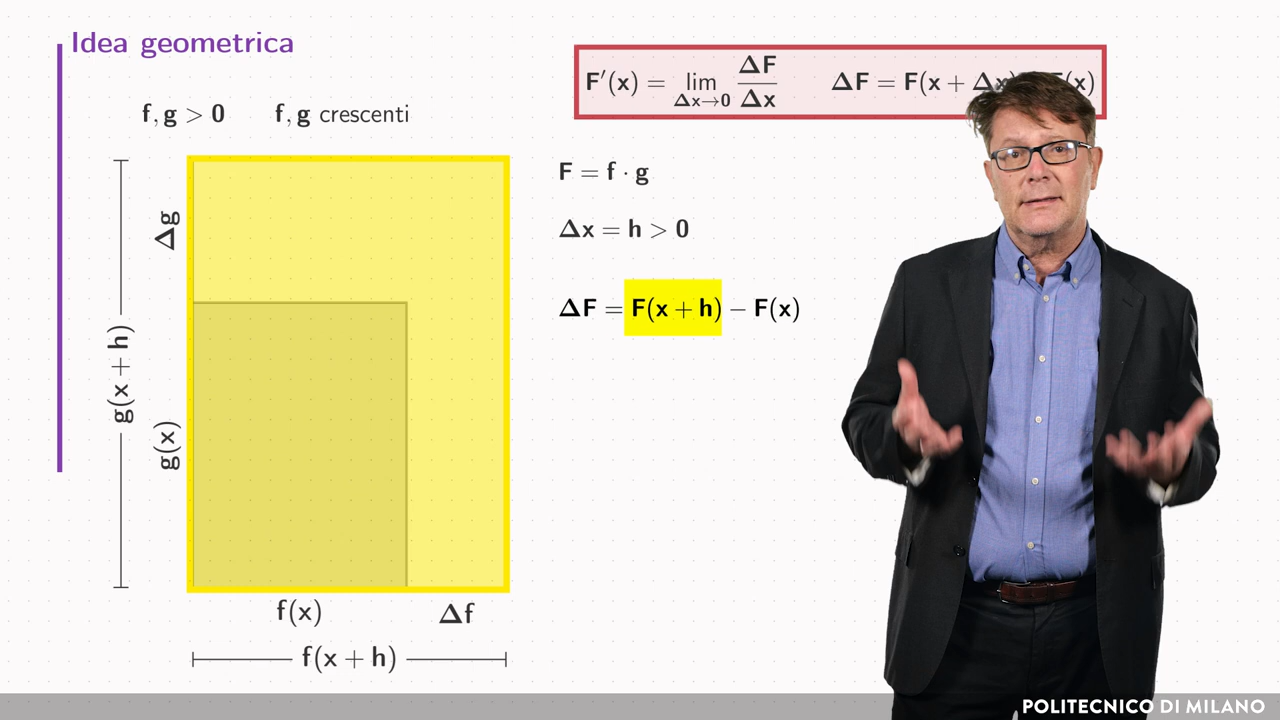 Idea geometrica
F′(x) = lim Δx→0 ΔF/Δx ΔF = F(x + Δx) F(x)
f, g > 0 f, g crescenti
F = f · g
Δx = h > 0
ΔF = F(x + h) − F(x)
Δg
g(x + h)
g(x)
f(x) Δf
f(x + h)
POLITECNICO DI MILANO